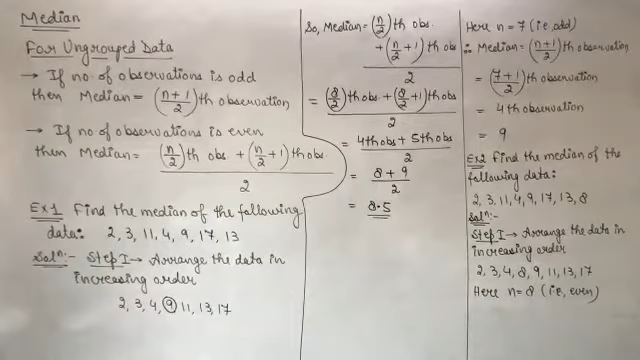 Median
For Ungrouped Data
→ If no. of observations is odd
then Median = ((n+1)/2)th observation
→ If no. of observations is even
then Median = ((n/2)th obs + (n/2+1)th obs)/2
Ex1 Find the median of the following
data: 2, 3, 11, 4, 9, 17, 13
Solⁿ:- Step I → Arrange the data in
increasing order
2, 3, 4, 9, 11, 13, 17
Here n = 7 (i.e, odd)
∴ Median = ((n+1)/2)th observation
= ((7+1)/2)th observation
= 4th observation
= 9
Ex2 Find the median of the
following data:
2, 3, 11, 4, 9, 17, 13, 8
Solⁿ:-
Step I → Arrange the data in
increasing order
2, 3, 4, 8, 9, 11, 13, 17
Here n = 8 (i.e, even)
So, Median = ((n/2)th obs. + (n/2+1)th obs)/2
= ((8/2)th obs + (8/2+1)th obs)/2
= (4th obs + 5th obs)/2
= (8+9)/2
= 8.5